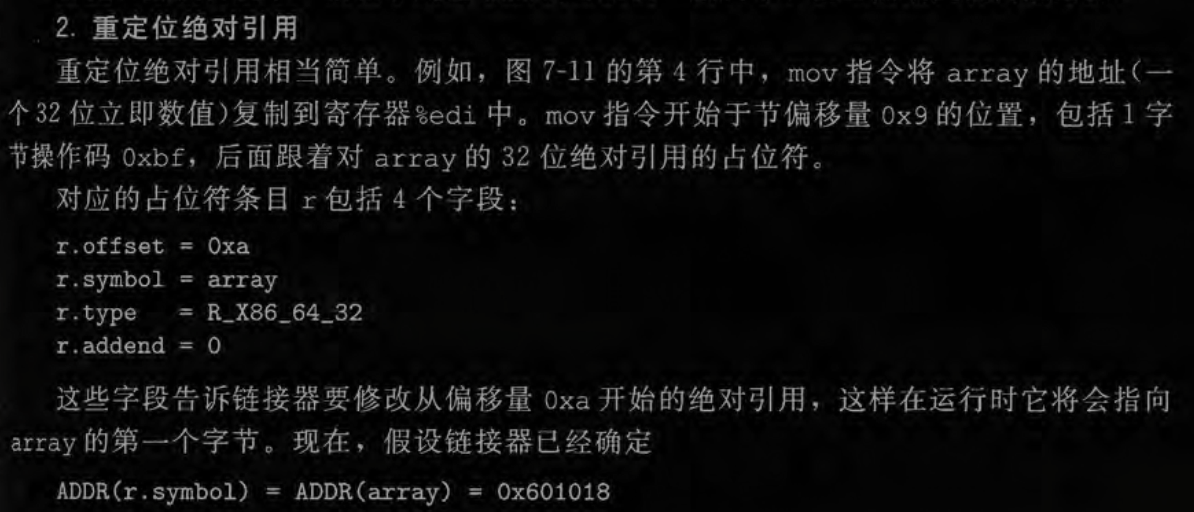 2. 重定位绝对引用
重定位绝对引用相当简单。例如，图 7-11 的第 4 行中，mov 指令将 array 的地址(一
个 32 位立即数值)复制到寄存器%edi 中。mov 指令开始于节偏移量 0x9 的位置，包括 1 字
节操作码 0xbf，后面跟着对 array 的 32 位绝对引用的占位符。
对应的占位符条目 r 包括 4 个字段：
r.offset = 0xa
r.symbol = array
r.type   = R_X86_64_32
r.addend = 0
这些字段告诉链接器要修改从偏移量 0xa 开始的绝对引用，这样在运行时它将会指向
array 的第一个字节。现在，假设链接器已经确定
ADDR(r.symbol) = ADDR(array) = 0x601018